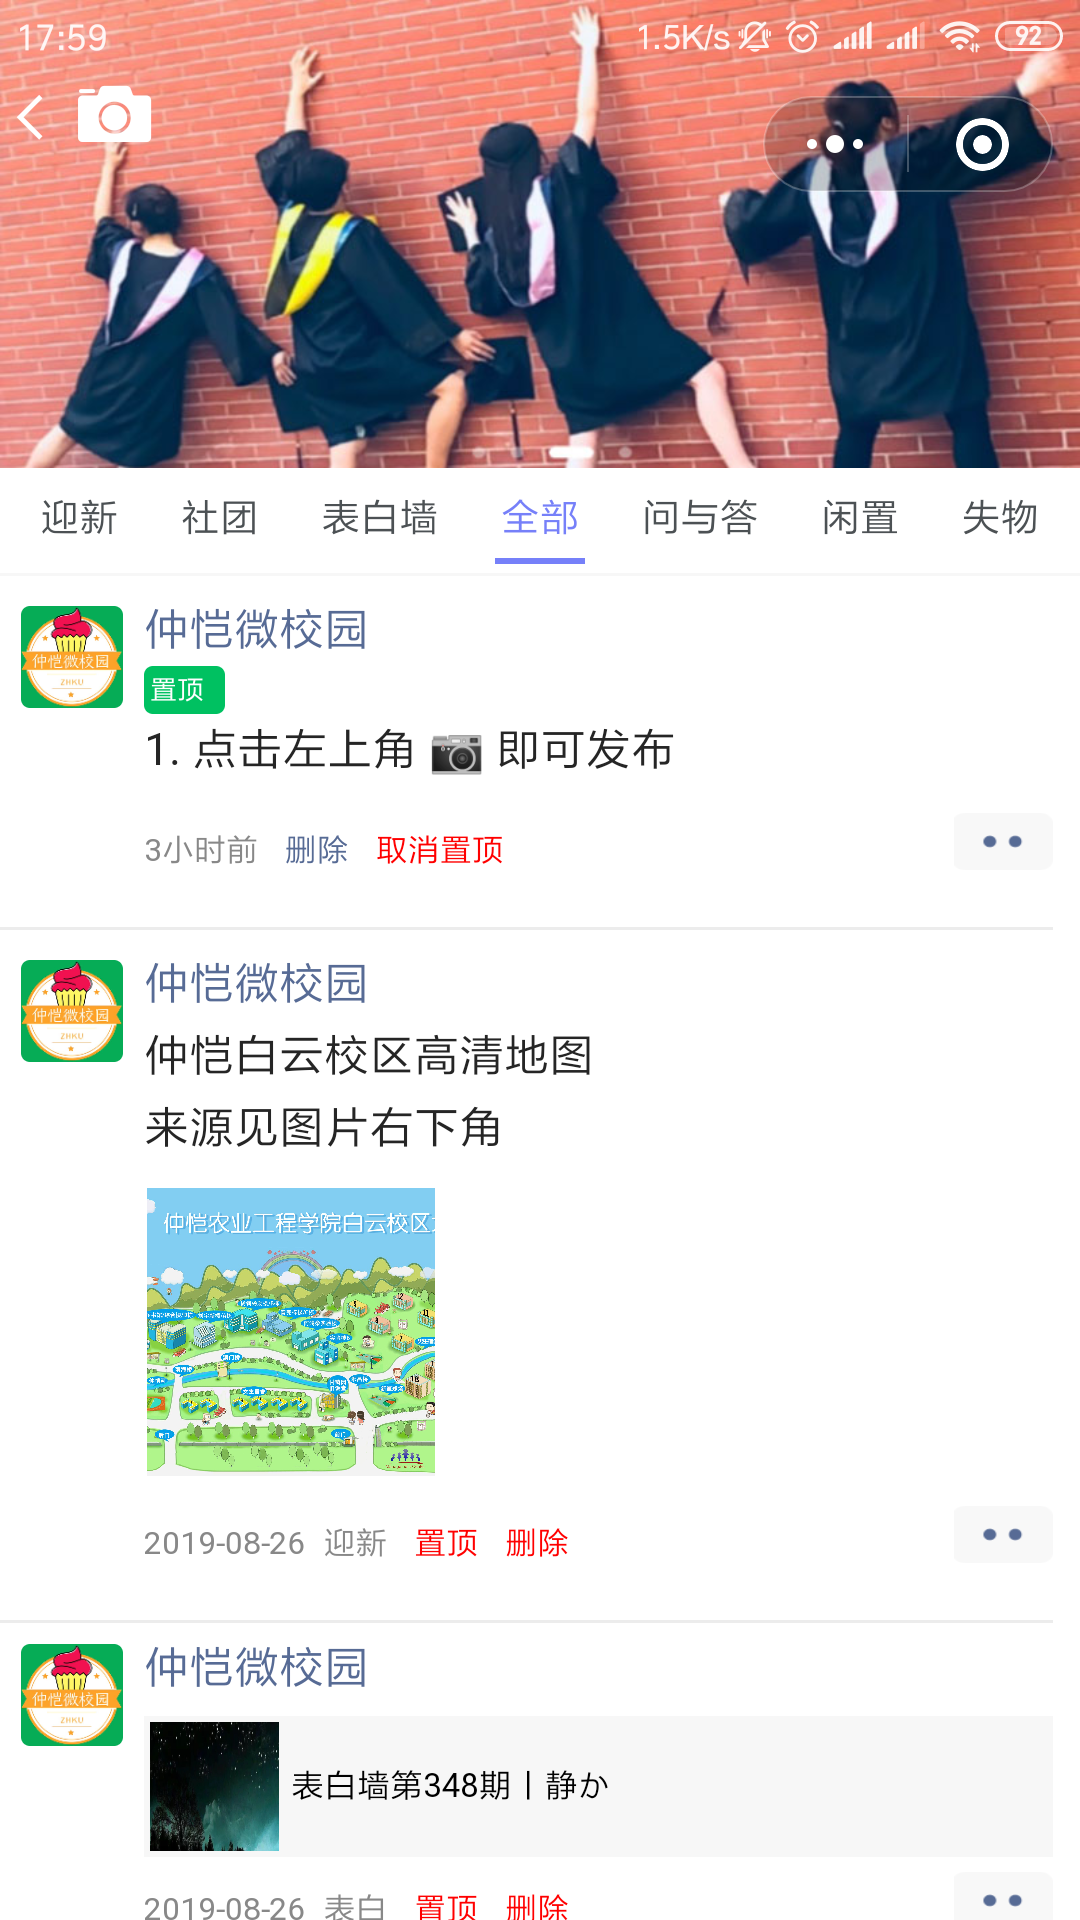 17:59
1.5K/s
92
迎新 社团 表白墙 全部 问与答 闲置 失物
仲恺微校园
仲恺微校园
ZHKU
置顶
1. 点击左上角 📷 即可发布
3小时前 删除 取消置顶
仲恺微校园
仲恺微校园
ZHKU
仲恺白云校区高清地图
来源见图片右下角
仲恺农业工程学院白云校区
2019-08-26 迎新 置顶 删除
仲恺微校园
仲恺微校园
ZHKU
表白墙第348期丨静か
2019-08-26 表白 置顶 删除